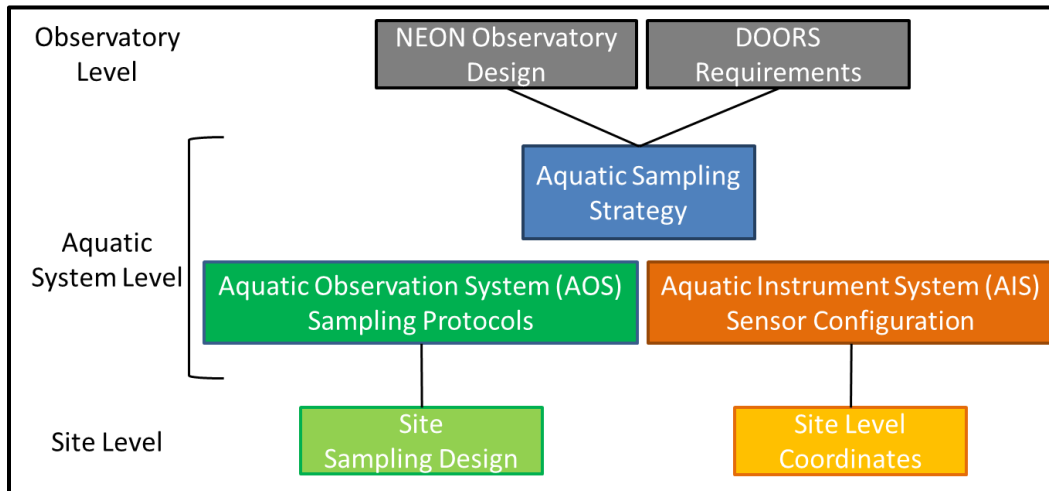 Observatory
Level
NEON Observatory
Design
DOORS
Requirements
Aquatic Sampling
Strategy
Aquatic
System Level
Aquatic Observation System (AOS)
Sampling Protocols
Aquatic Instrument System (AIS)
Sensor Configuration
Site Level
Site
Sampling Design
Site Level
Coordinates